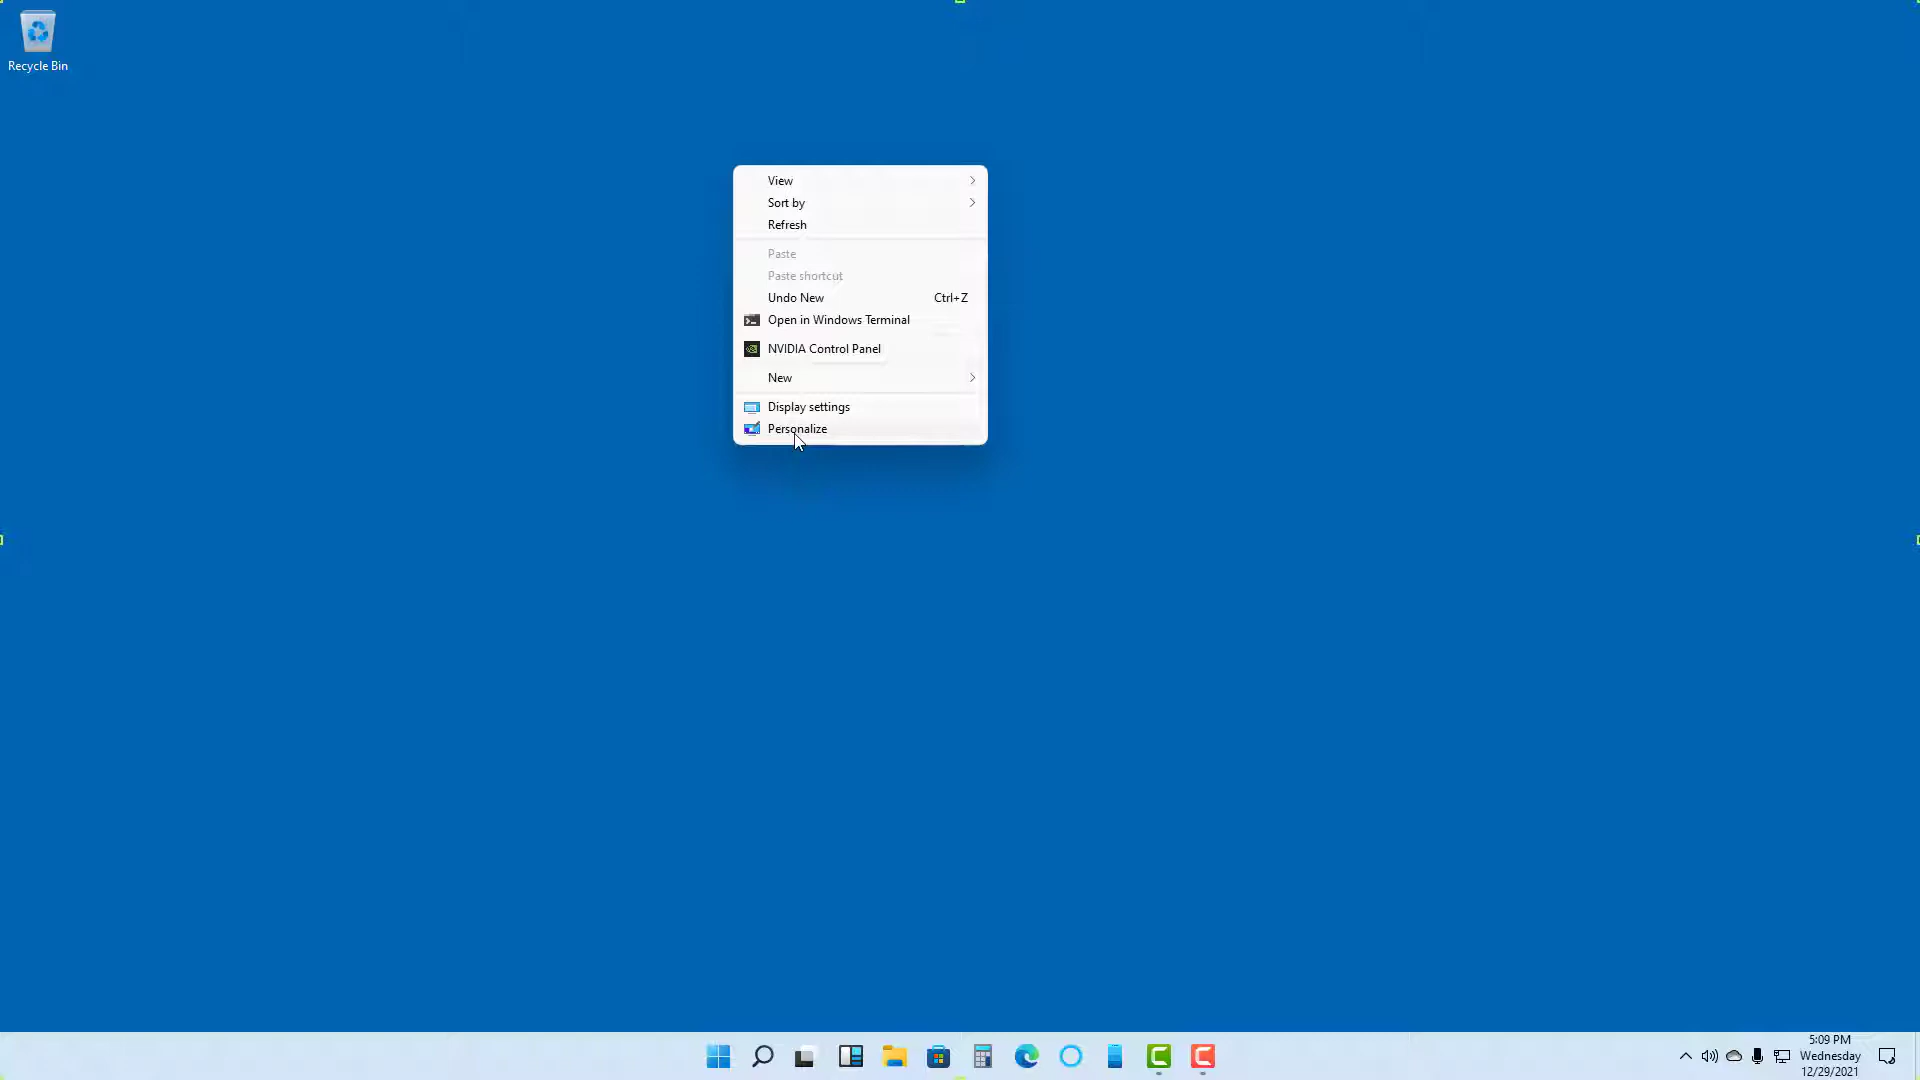 Recycle Bin
View
Sort by
Refresh
Paste
Paste shortcut
Undo New Ctrl+Z
Open in Windows Terminal
NVIDIA Control Panel
New
Display settings
Personalize
5:09 PM
Wednesday
12/29/2021